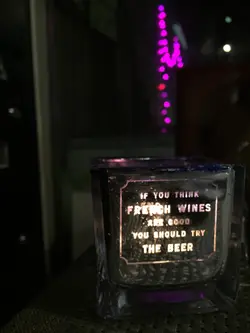 IF YOU THINK
FRENCH WINES
ARE GOOD
YOU SHOULD TRY
THE BEER